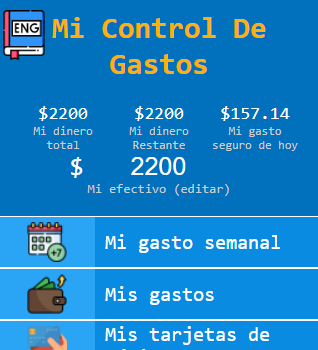 ENG
Mi Control De
Gastos
$2200 $2200 $157.14
Mi dinero Mi dinero Mi gasto
total Restante seguro de hoy
$ 2200
Mi efectivo (editar)
+7
Mi gasto semanal
Mis gastos
Mis tarjetas de